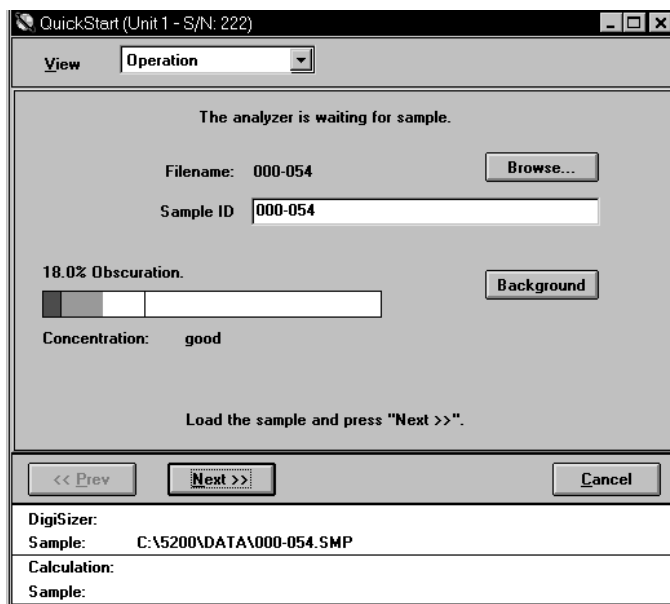 QuickStart (Unit 1 - S/N: 222)
View Operation
The analyzer is waiting for sample.
Filename: 000-054 Browse...
Sample ID 000-054
18.0% Obscuration.
Background
Concentration: good
Load the sample and press "Next >>".
<< Prev Next >> Cancel
DigiSizer:
Sample: C:\5200\DATA\000-054.SMP
Calculation:
Sample: